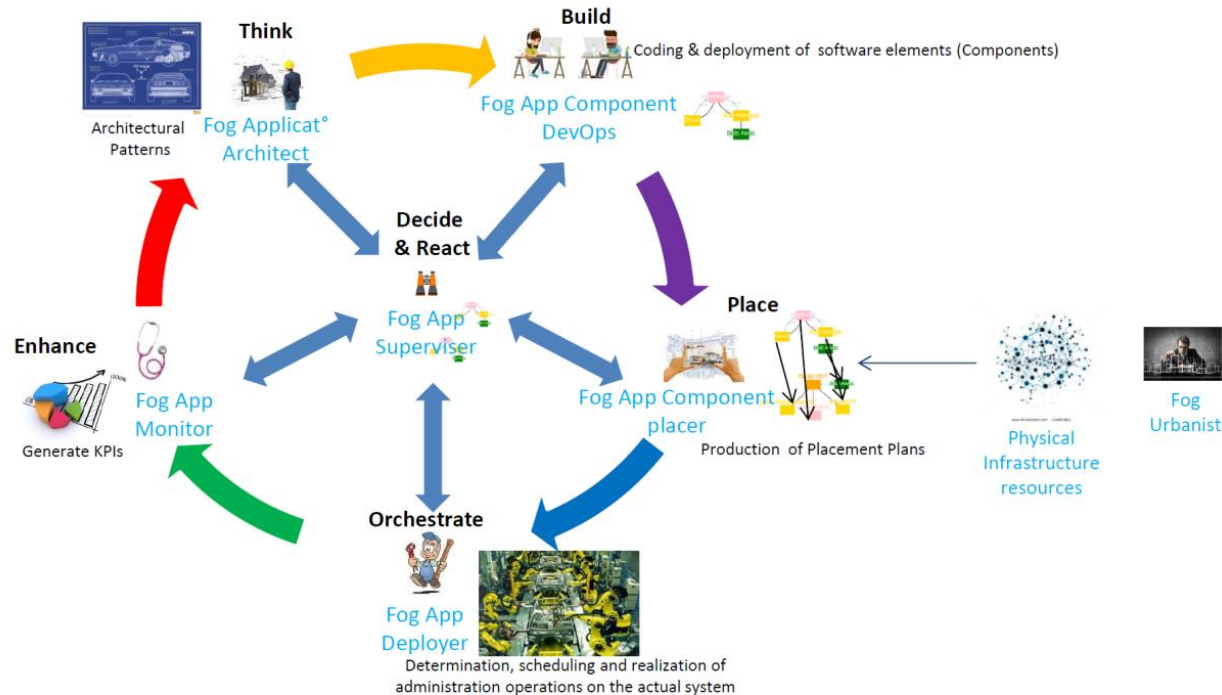 Think
Architectural
Patterns
Fog Applicat°
Architect
Build
Coding & deployment of software elements (Components)
Fog App Component
DevOps
Decide
& React
Fog App
Superviser
Place
Fog App Component
placer
Production of Placement Plans
Physical
Infrastructure
resources
Fog
Urbanist
Enhance
Fog App
Monitor
Generate KPIs
Orchestrate
Fog App
Deployer
Determination, scheduling and realization of
administration operations on the actual system